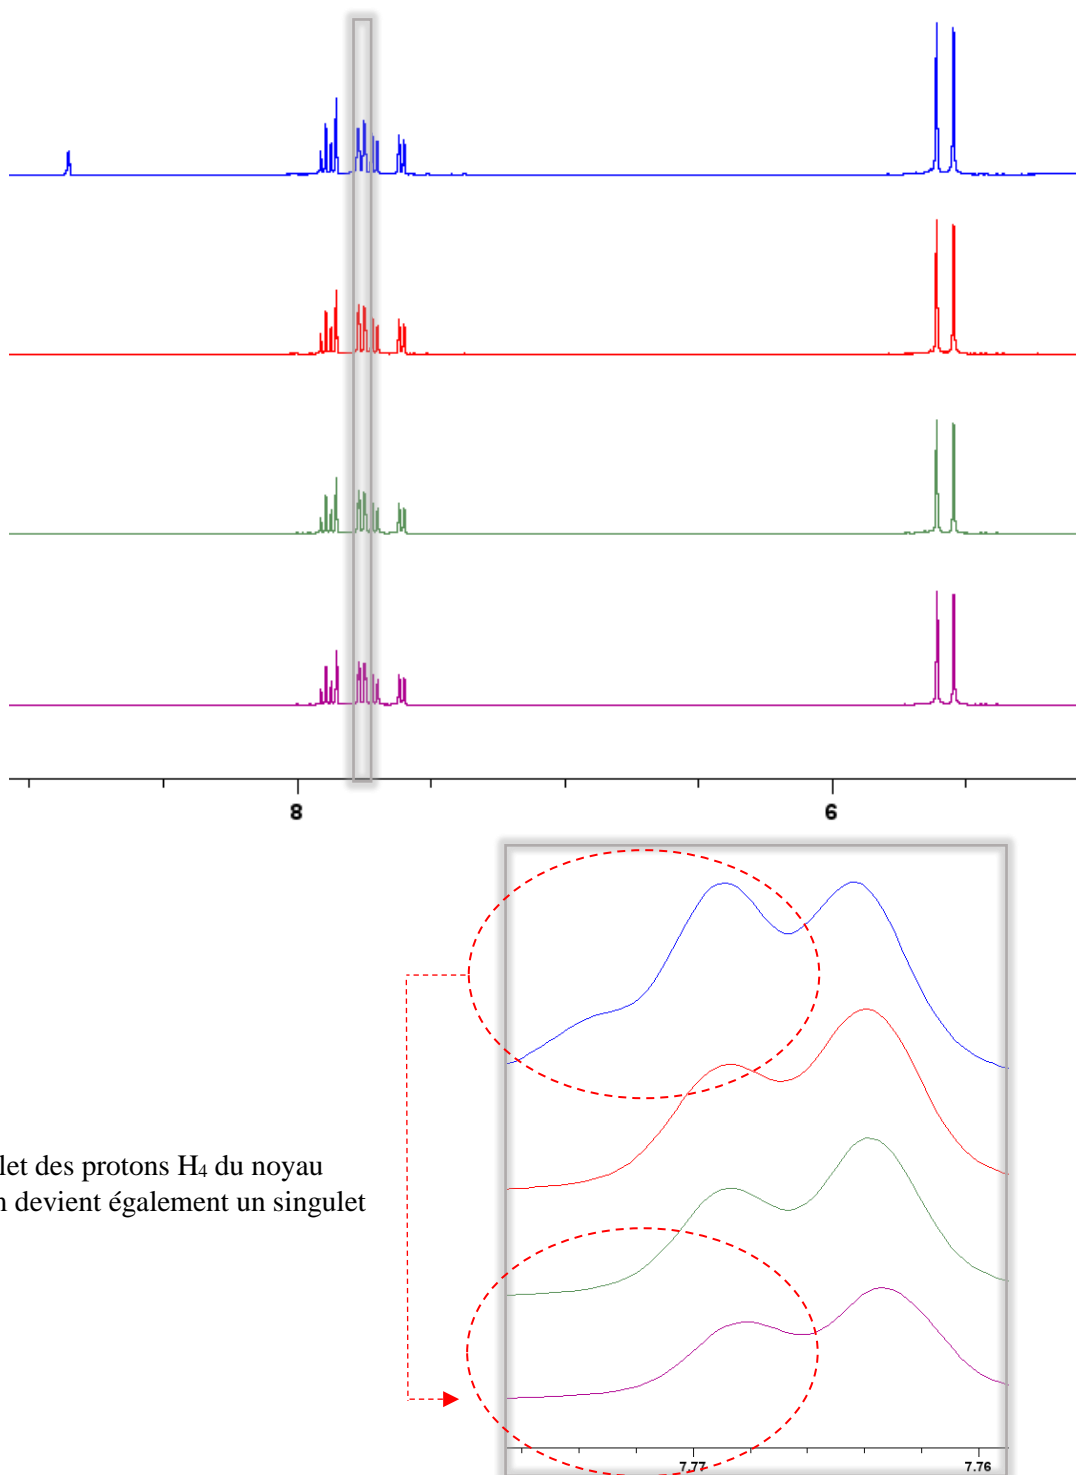 8 6
let des protons H₄ du noyau
n devient également un singulet
7.77 7.76